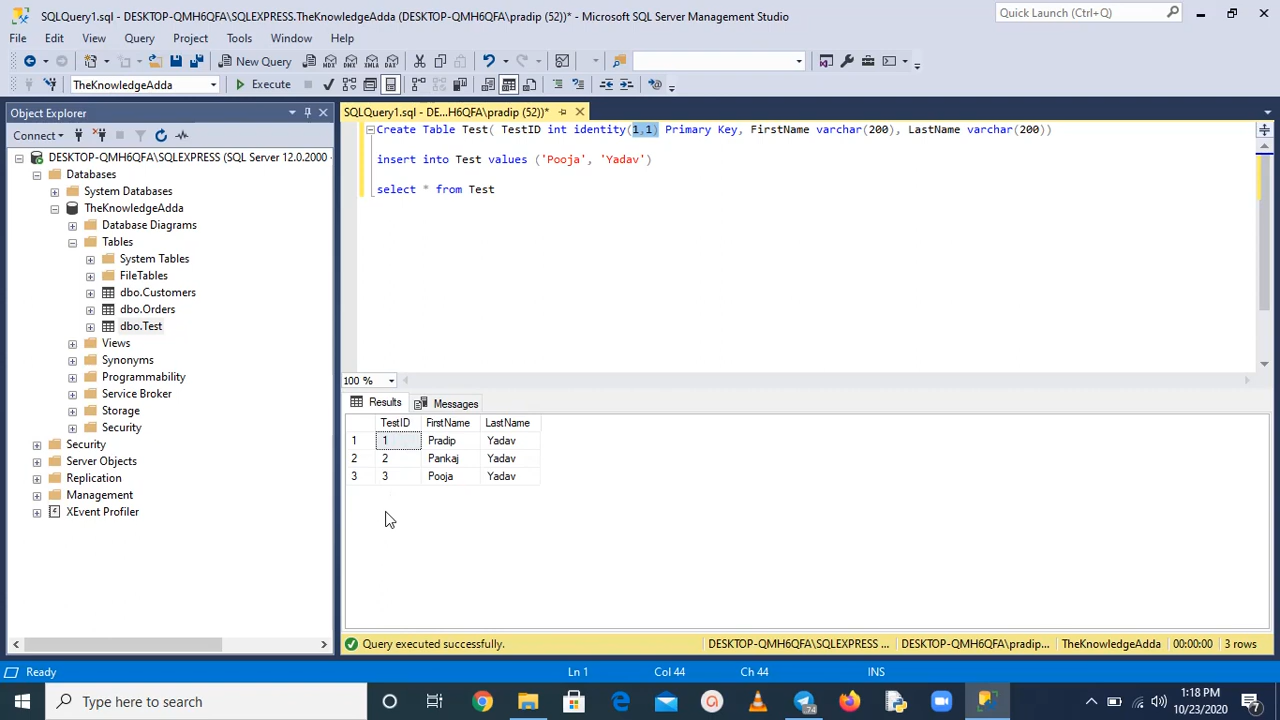 SQLQuery1.sql - DESKTOP-QMH6QFA\SQLEXPRESS.TheKnowledgeAdda (DESKTOP-QMH6QFA\pradip (52))* - Microsoft SQL Server Management Studio
Quick Launch (Ctrl+Q)
File Edit View Query Project Tools Window Help
New Query MDX DMX XMLA DAX
TheKnowledgeAdda Execute
Object Explorer
SQLQuery1.sql - DE...H6QFA\pradip (52))*
Connect
DESKTOP-QMH6QFA\SQLEXPRESS (SQL Server 12.0.2000 -
Databases
System Databases
TheKnowledgeAdda
Database Diagrams
Tables
System Tables
FileTables
dbo.Customers
dbo.Orders
dbo.Test
Views
Synonyms
Programmability
Service Broker
Storage
Security
Security
Server Objects
Replication
Management
XEvent Profiler
Create Table Test( TestID int identity(1,1) Primary Key, FirstName varchar(200), LastName varchar(200))
insert into Test values ('Pooja', 'Yadav')
select * from Test
100 %
Results Messages
TestID FirstName LastName
1 1 Pradip Yadav
2 2 Pankaj Yadav
3 3 Pooja Yadav
Query executed successfully. DESKTOP-QMH6QFA\SQLEXPRESS ... DESKTOP-QMH6QFA\pradip... TheKnowledgeAdda 00:00:00 3 rows
Ready Ln 1 Col 44 Ch 44 INS
Type here to search
74
1:18 PM
10/23/2020
7